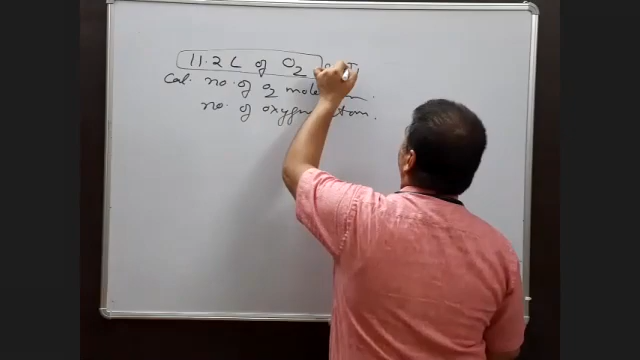 11.2 L of O2
Cal. no. of O2
no. of oxygen